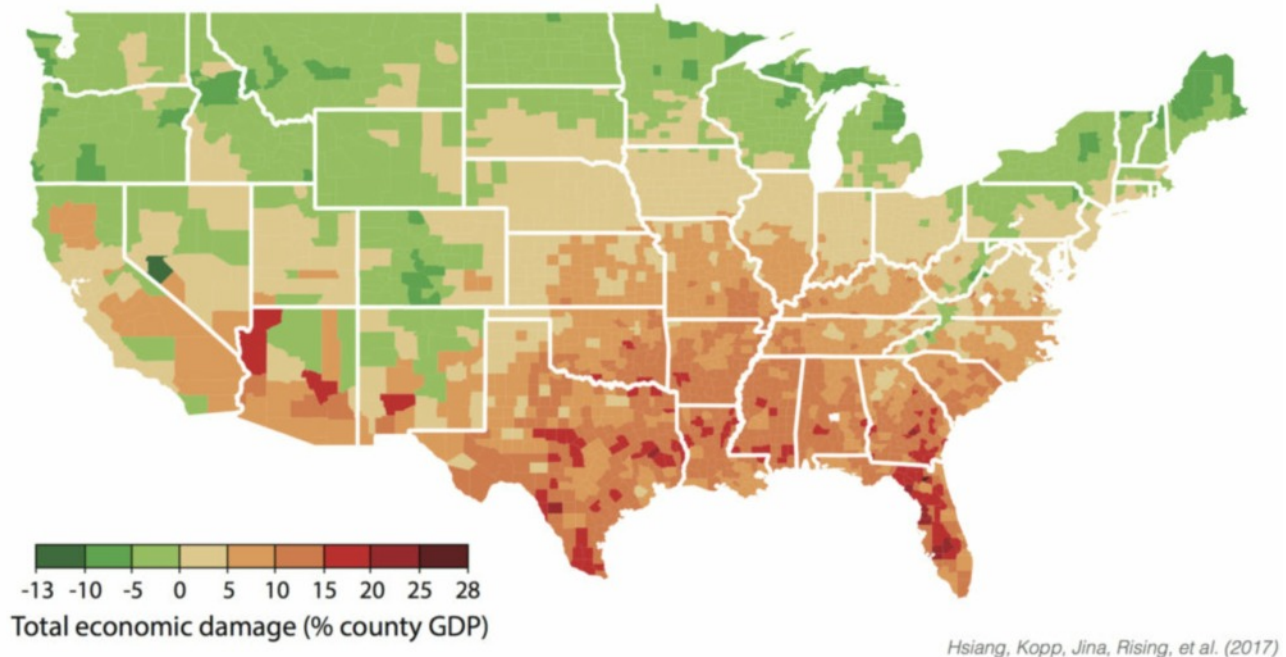 -13 -10 -5 0 5 10 15 20 25 28
Total economic damage (% county GDP)
Hsiang, Kopp, Jina, Rising, et al. (2017)